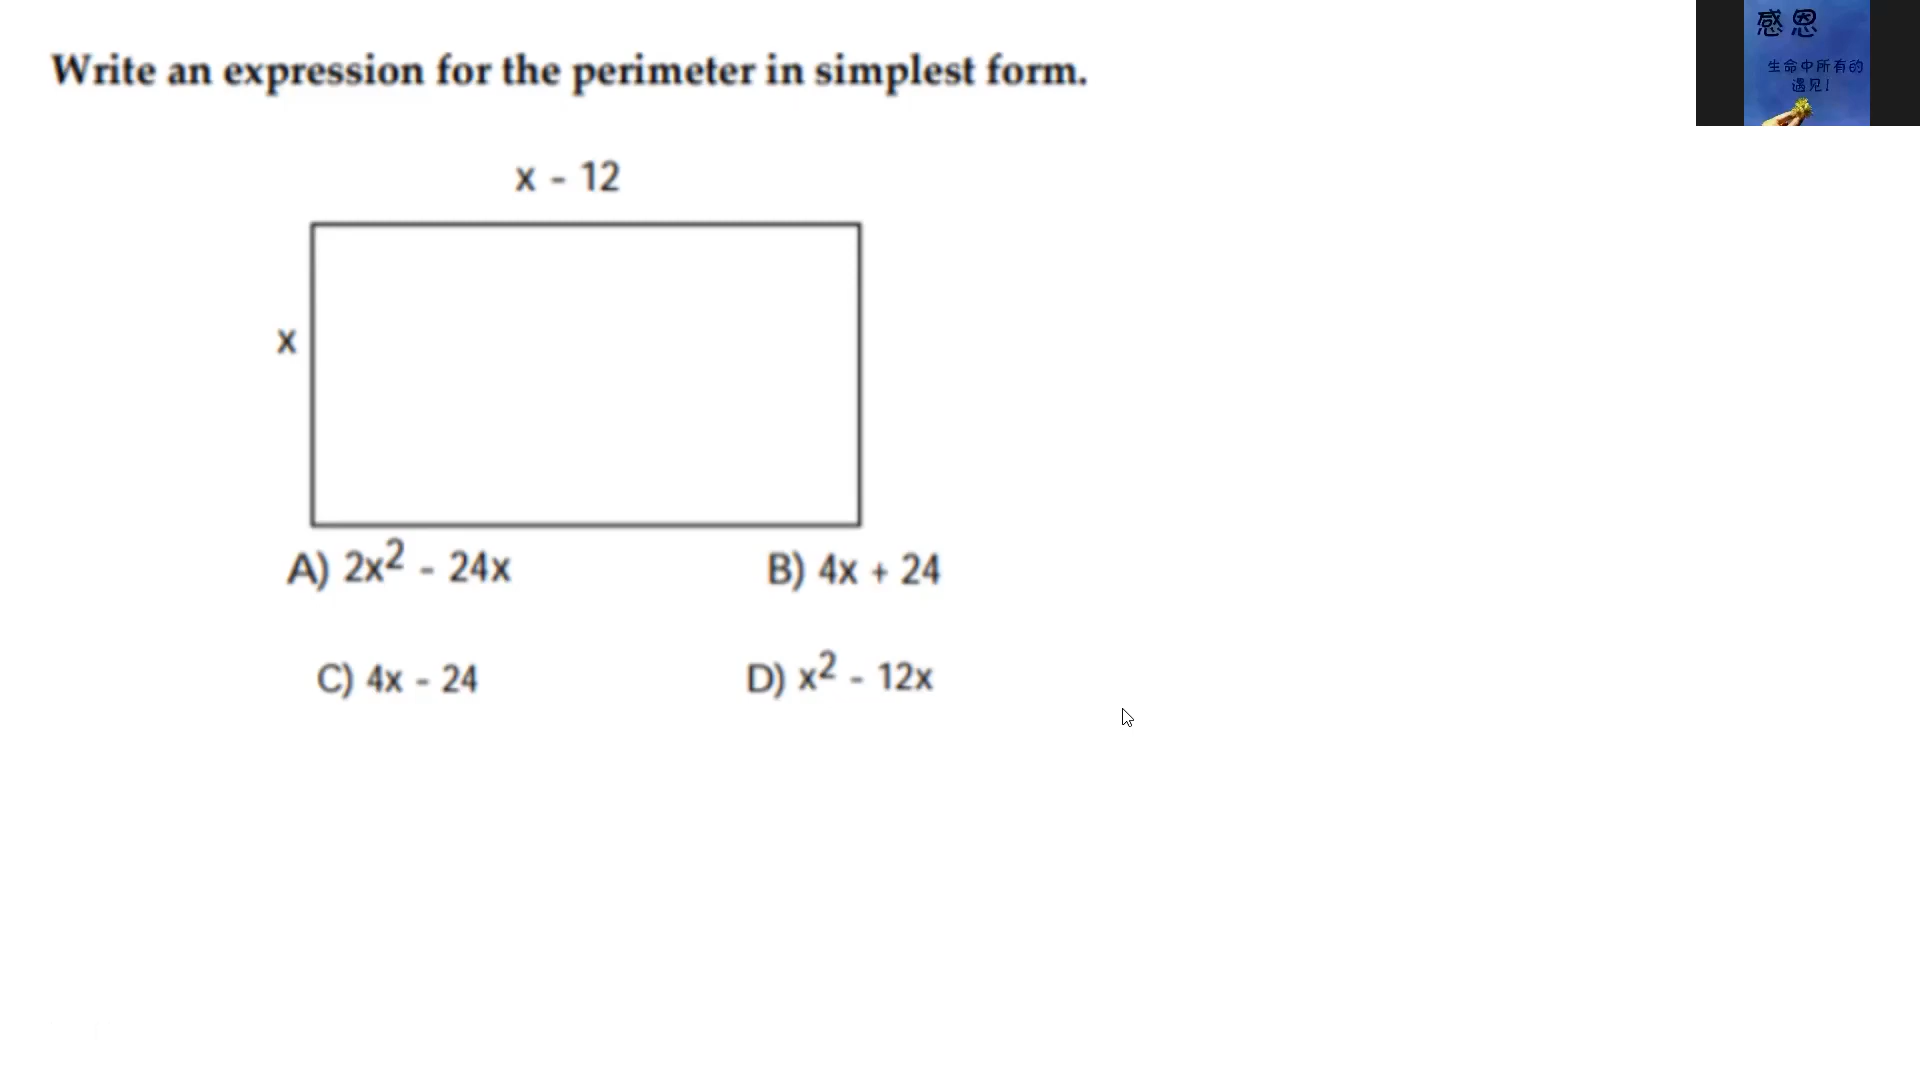 Write an expression for the perimeter in simplest form.
x - 12
x
A) 2x² - 24x
B) 4x + 24
C) 4x - 24
D) x² - 12x
感恩
生命中所有的
遇见!